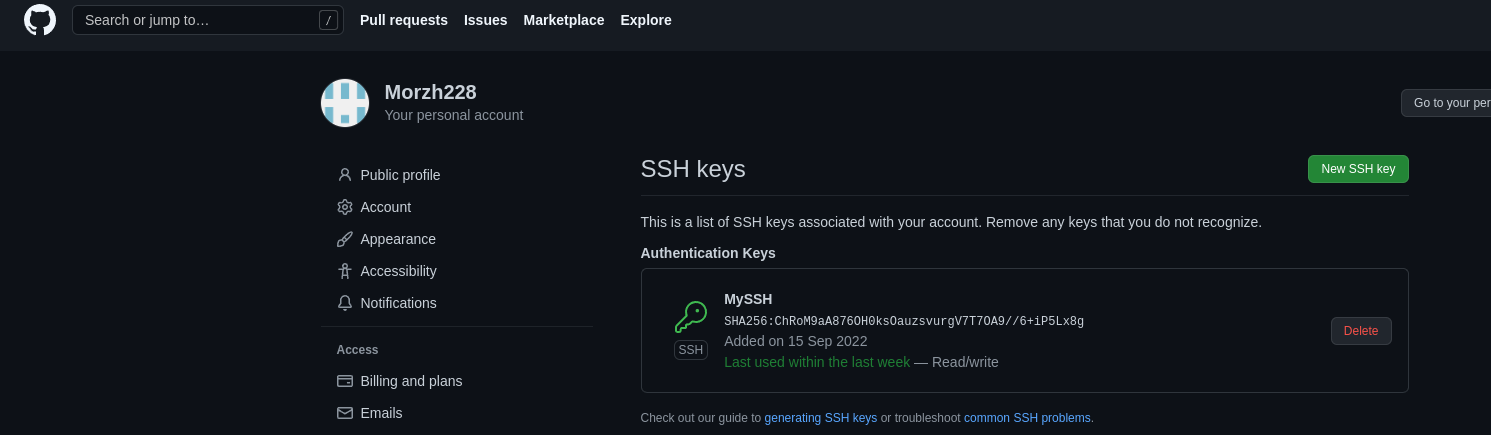 Search or jump to… /
Pull requests Issues Marketplace Explore
Morzh228
Your personal account
Go to your per
Public profile
Account
Appearance
Accessibility
Notifications
Access
Billing and plans
Emails
SSH keys
New SSH key
This is a list of SSH keys associated with your account. Remove any keys that you do not recognize.
Authentication Keys
MySSH
SHA256:ChRoM9aA876OH0ksOauzsvurgV7T7OA9//6+iP5Lx8g
Added on 15 Sep 2022
Last used within the last week — Read/write
SSH
Delete
Check out our guide to generating SSH keys or troubleshoot common SSH problems.